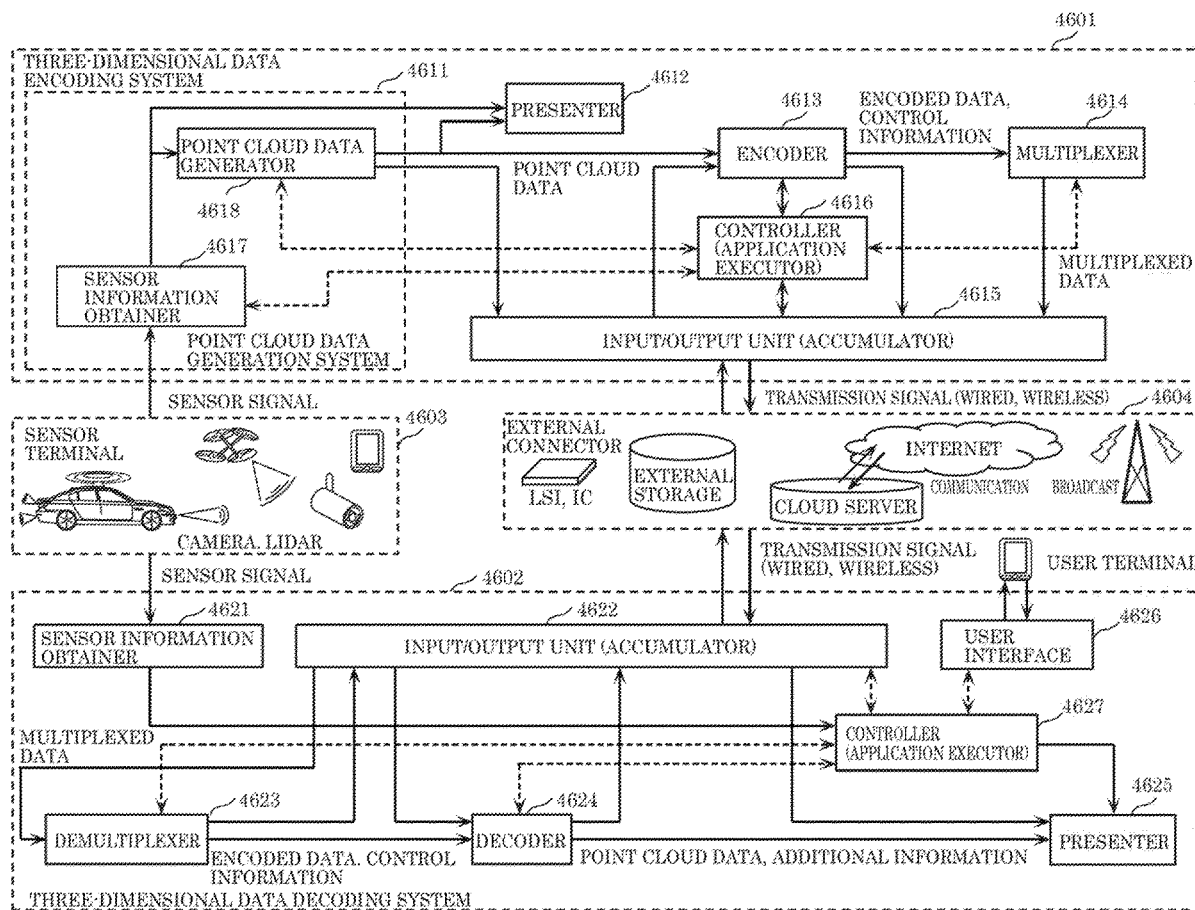 4601
THREE-DIMENSIONAL DATA
ENCODING SYSTEM
4611
4612
PRESENTER
4613
ENCODED DATA,
CONTROL
INFORMATION
4614
POINT CLOUD DATA
GENERATOR
ENCODER
MULTIPLEXER
POINT CLOUD
DATA
4618
4616
4617
CONTROLLER
(APPLICATION
EXECUTOR)
SENSOR
INFORMATION
OBTAINER
MULTIPLEXED
DATA
4615
POINT CLOUD DATA
GENERATION SYSTEM
INPUT/OUTPUT UNIT (ACCUMULATOR)
SENSOR SIGNAL
TRANSMISSION SIGNAL (WIRED, WIRELESS)
4603
4604
SENSOR
TERMINAL
EXTERNAL
CONNECTOR
INTERNET
EXTERNAL
STORAGE
LSI, IC
COMMUNICATION
BROADCAST
CLOUD SERVER
CAMERA. LIDAR
SENSOR SIGNAL
TRANSMISSION SIGNAL
(WIRED, WIRELESS)
USER TERMINAL
4602
4621
4622
4626
SENSOR INFORMATION
OBTAINER
INPUT/OUTPUT UNIT (ACCUMULATOR)
USER
INTERFACE
4627
MULTIPLEXED
DATA
CONTROLLER
(APPLICATION EXECUTOR)
4623
4624
4625
DEMULTIPLEXER
DECODER
PRESENTER
ENCODED DATA. CONTROL
INFORMATION
POINT CLOUD DATA, ADDITIONAL INFORMATION
THREE-DIMENSIONAL DATA DECODING SYSTEM